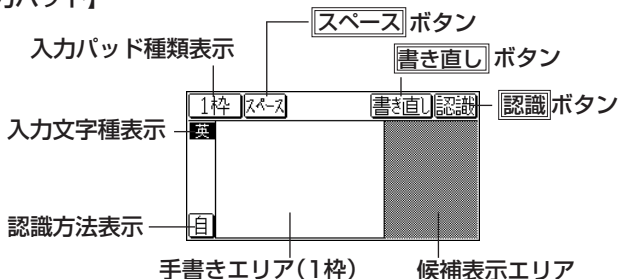 力パッド】
スペース ボタン
入力パッド種類表示
書き直し ボタン
1枠 スペース 書き直し 認識
認識 ボタン
入力文字種表示
英
認識方法表示
自
手書きエリア(1枠)
候補表示エリア